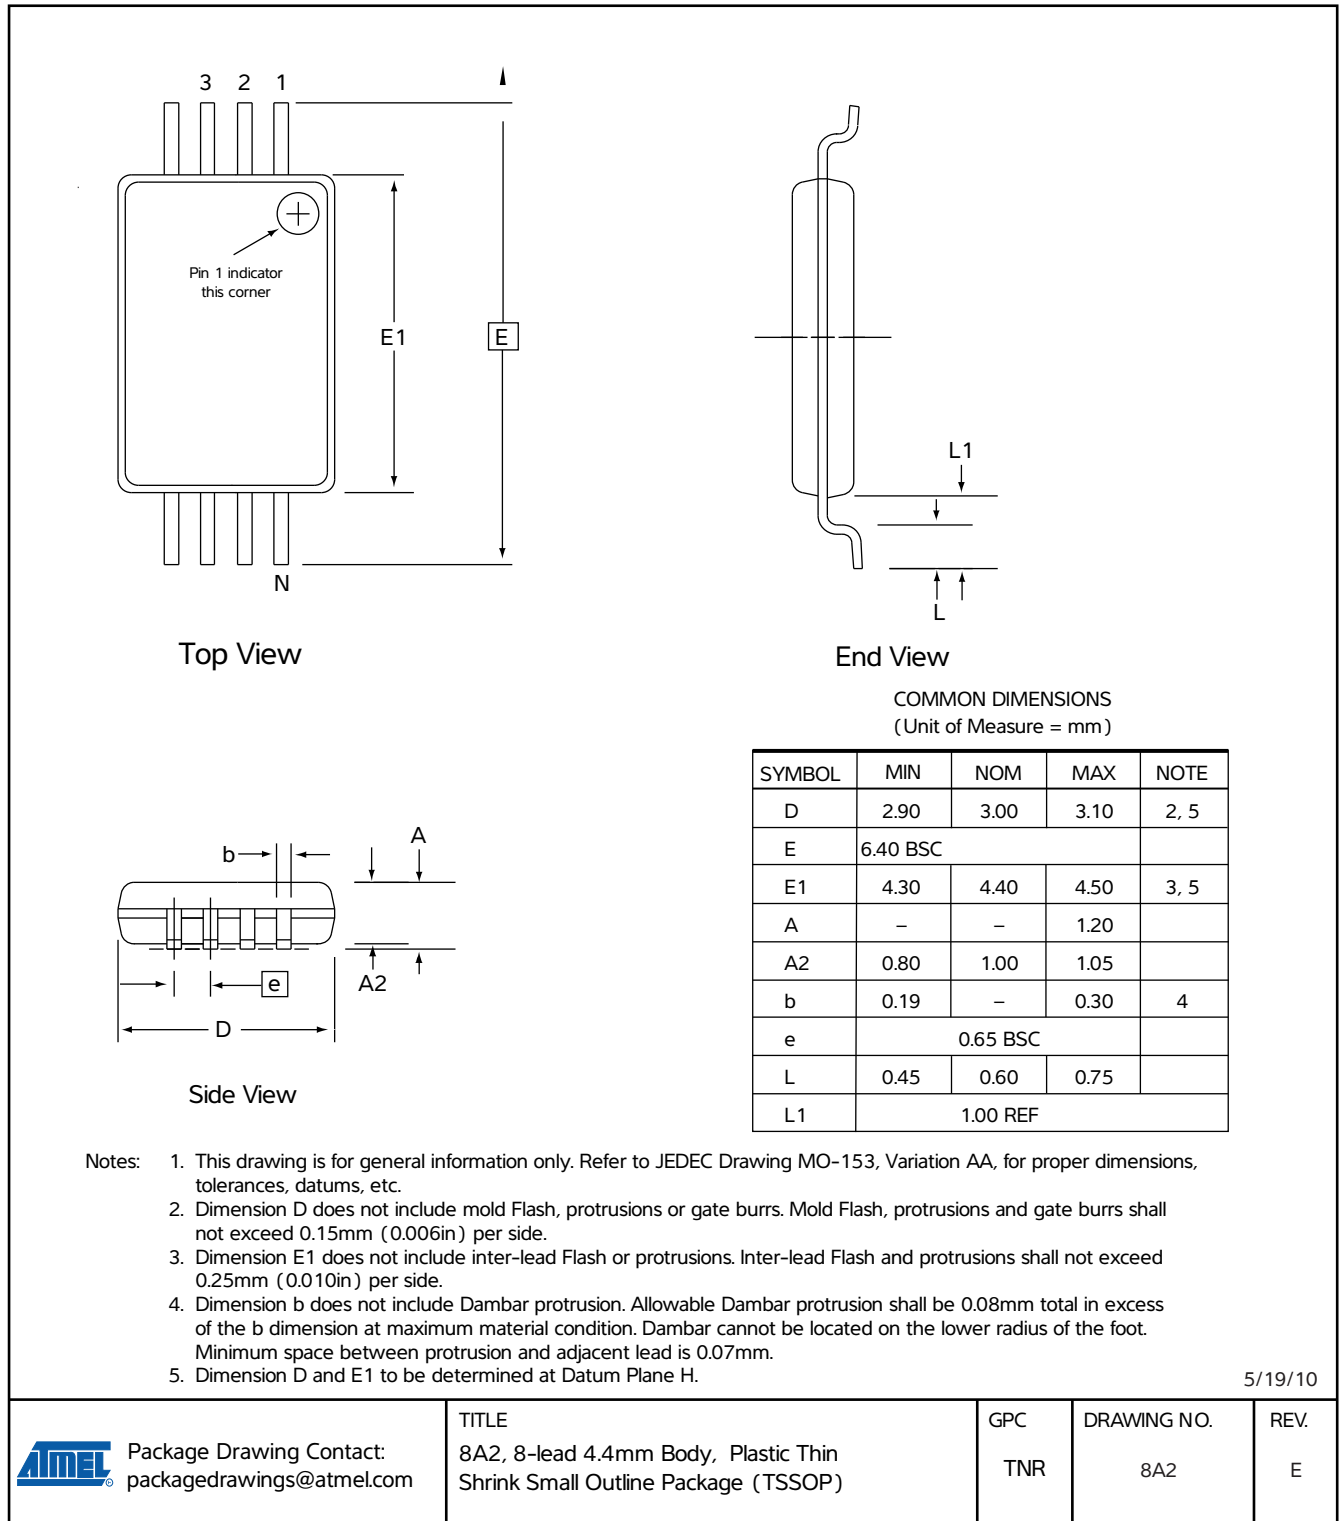 3 2 1
Pin 1 indicator
this corner
E1
E
N
L1
L
Top View
End View
COMMON DIMENSIONS
(Unit of Measure = mm)
SYMBOL MIN NOM MAX NOTE
D 2.90 3.00 3.10 2, 5
E 6.40 BSC
E1 4.30 4.40 4.50 3, 5
A – – 1.20
A2 0.80 1.00 1.05
b 0.19 – 0.30 4
e 0.65 BSC
L 0.45 0.60 0.75
L1 1.00 REF
A
b
e
A2
D
Side View
Notes: 1. This drawing is for general information only. Refer to JEDEC Drawing MO-153, Variation AA, for proper dimensions,
tolerances, datums, etc.
2. Dimension D does not include mold Flash, protrusions or gate burrs. Mold Flash, protrusions and gate burrs shall
not exceed 0.15mm (0.006in) per side.
3. Dimension E1 does not include inter-lead Flash or protrusions. Inter-lead Flash and protrusions shall not exceed
0.25mm (0.010in) per side.
4. Dimension b does not include Dambar protrusion. Allowable Dambar protrusion shall be 0.08mm total in excess
of the b dimension at maximum material condition. Dambar cannot be located on the lower radius of the foot.
Minimum space between protrusion and adjacent lead is 0.07mm.
5. Dimension D and E1 to be determined at Datum Plane H.
5/19/10
ATMEL
Package Drawing Contact:
packagedrawings@atmel.com
TITLE
8A2, 8-lead 4.4mm Body, Plastic Thin
Shrink Small Outline Package (TSSOP)
GPC
TNR
DRAWING NO.
8A2
REV.
E